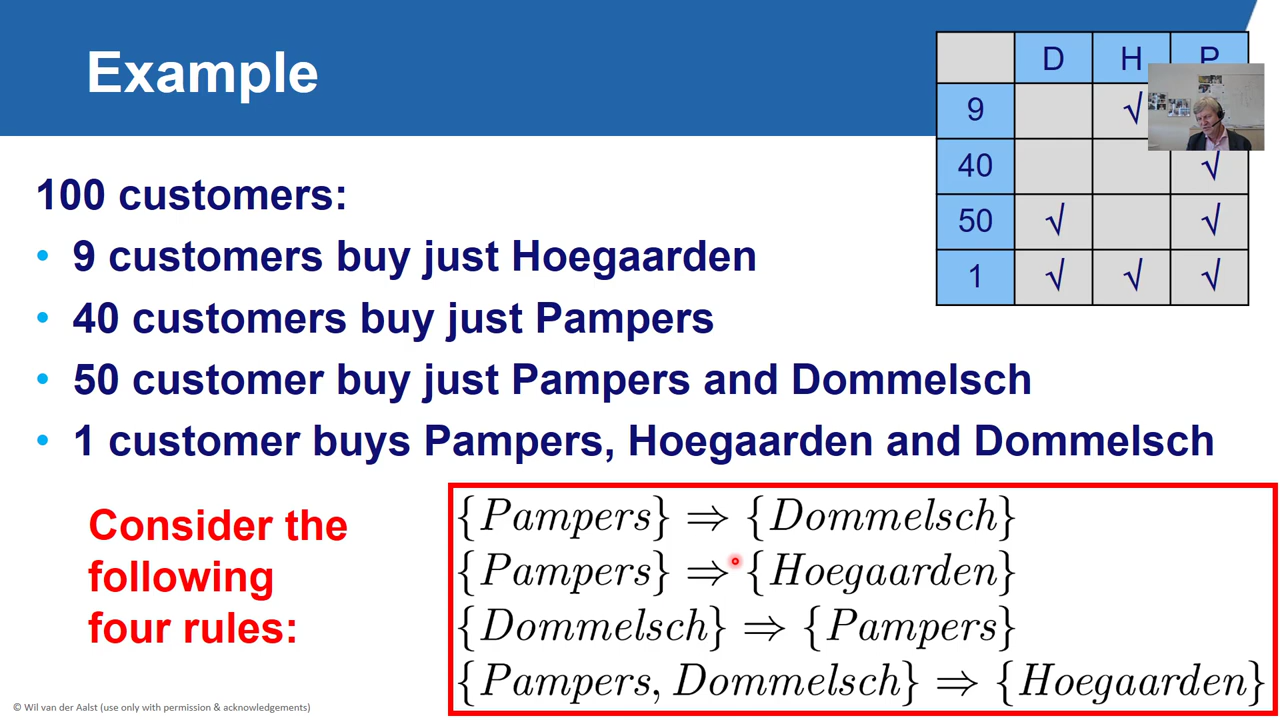 Example
D H P
9 √
40 √
50 √ √
1 √ √ √
100 customers:
• 9 customers buy just Hoegaarden
• 40 customers buy just Pampers
• 50 customer buy just Pampers and Dommelsch
• 1 customer buys Pampers, Hoegaarden and Dommelsch
Consider the
following
four rules:
{Pampers} ⇒ {Dommelsch}
{Pampers} ⇒ {Hoegaarden}
{Dommelsch} ⇒ {Pampers}
{Pampers, Dommelsch} ⇒ {Hoegaarden}
© Wil van der Aalst (use only with permission & acknowledgements)